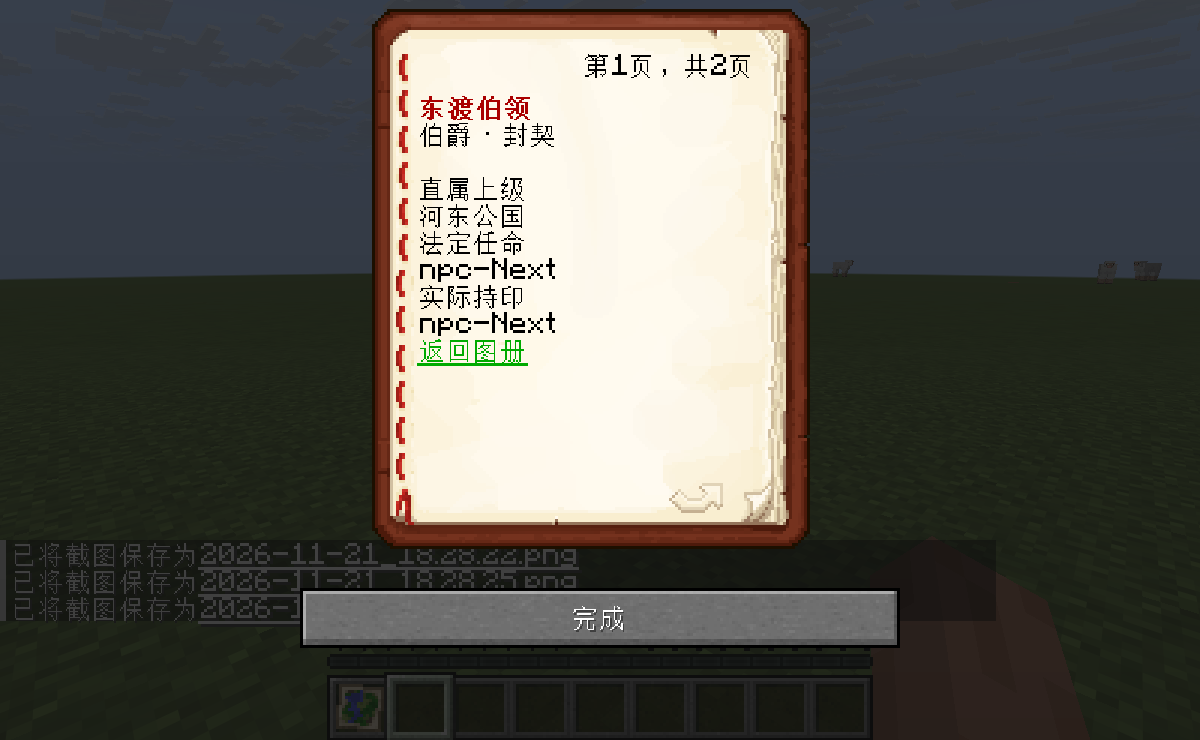 第1页，共2页
东渡伯领
伯爵·封契
直属上级
河东公国
法定任命
npc-Next
实际持印
npc-Next
返回图册
已将截图保存为2026-11-21_18.28.22.png
已将截图保存为2026-11-21_18.28.25.png
已将截图保存为2026-1
完成